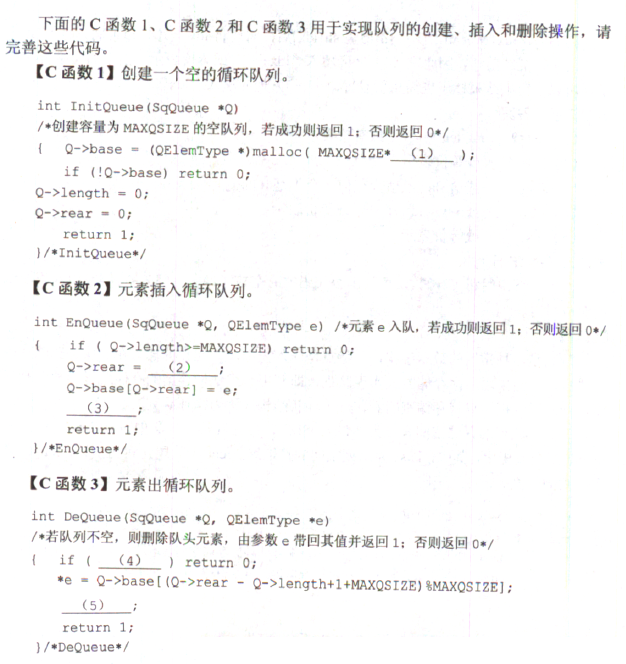 下面的 C 函数 1、C 函数 2 和 C 函数 3 用于实现队列的创建、插入和删除操作，请
完善这些代码。
【C 函数 1】创建一个空的循环队列。
int InitQueue(SqQueue *Q)
/*创建容量为 MAXQSIZE 的空队列，若成功则返回 1；否则返回 0*/
{ Q->base = (QElemType *)malloc( MAXQSIZE* (1) );
if (!Q->base) return 0;
Q->length = 0;
Q->rear = 0;
return 1;
}/*InitQueue*/
【C 函数 2】元素插入循环队列。
int EnQueue(SqQueue *Q, QElemType e) /*元素 e 入队，若成功则返回 1；否则返回 0*/
{ if ( Q->length>=MAXQSIZE) return 0;
Q->rear = (2) ;
Q->base[Q->rear] = e;
(3) ;
return 1;
}/*EnQueue*/
【C 函数 3】元素出循环队列。
int DeQueue(SqQueue *Q, QElemType *e)
/*若队列不空，则删除队头元素，由参数 e 带回其值并返回 1；否则返回 0*/
{ if ( (4) ) return 0;
*e = Q->base[(Q->rear - Q->length+1+MAXQSIZE)%MAXQSIZE];
(5) ;
return 1;
}/*DeQueue*/